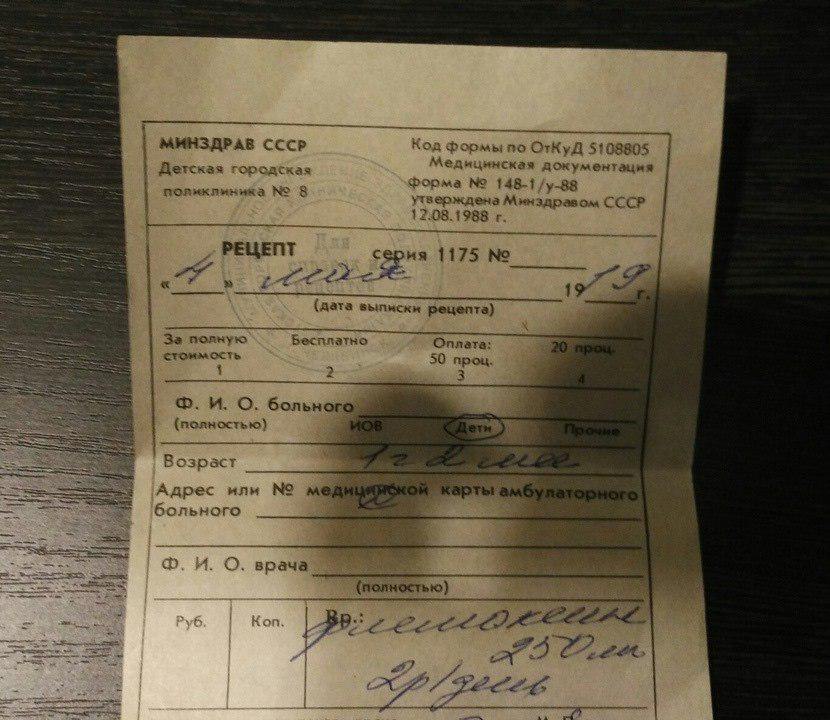 МИНЗДРАВ СССР
Детская городская
поликлиника № 8
Код формы по ОтКуД 5108805
Медицинская документация
форма № 148-1/у-88
утверждена Минздравом СССР
12.08.1988 г.
РЕЦЕПТ серия 1175 №
Для
« 4 » мая 19 19 г.
(дата выписки рецепта)
За полную стоимость 1
Бесплатно 2
Оплата: 50 проц. 3
20 проц. 4
Ф. И. О. больного
(полностью) ИОВ Дети Прочие
Возраст 1 г 2 мес
Адрес или № медицинской карты амбулаторного
больного
Ф. И. О. врача
(полностью)
Руб. Коп. Rp.: флемоксин
250 мг
2р/день